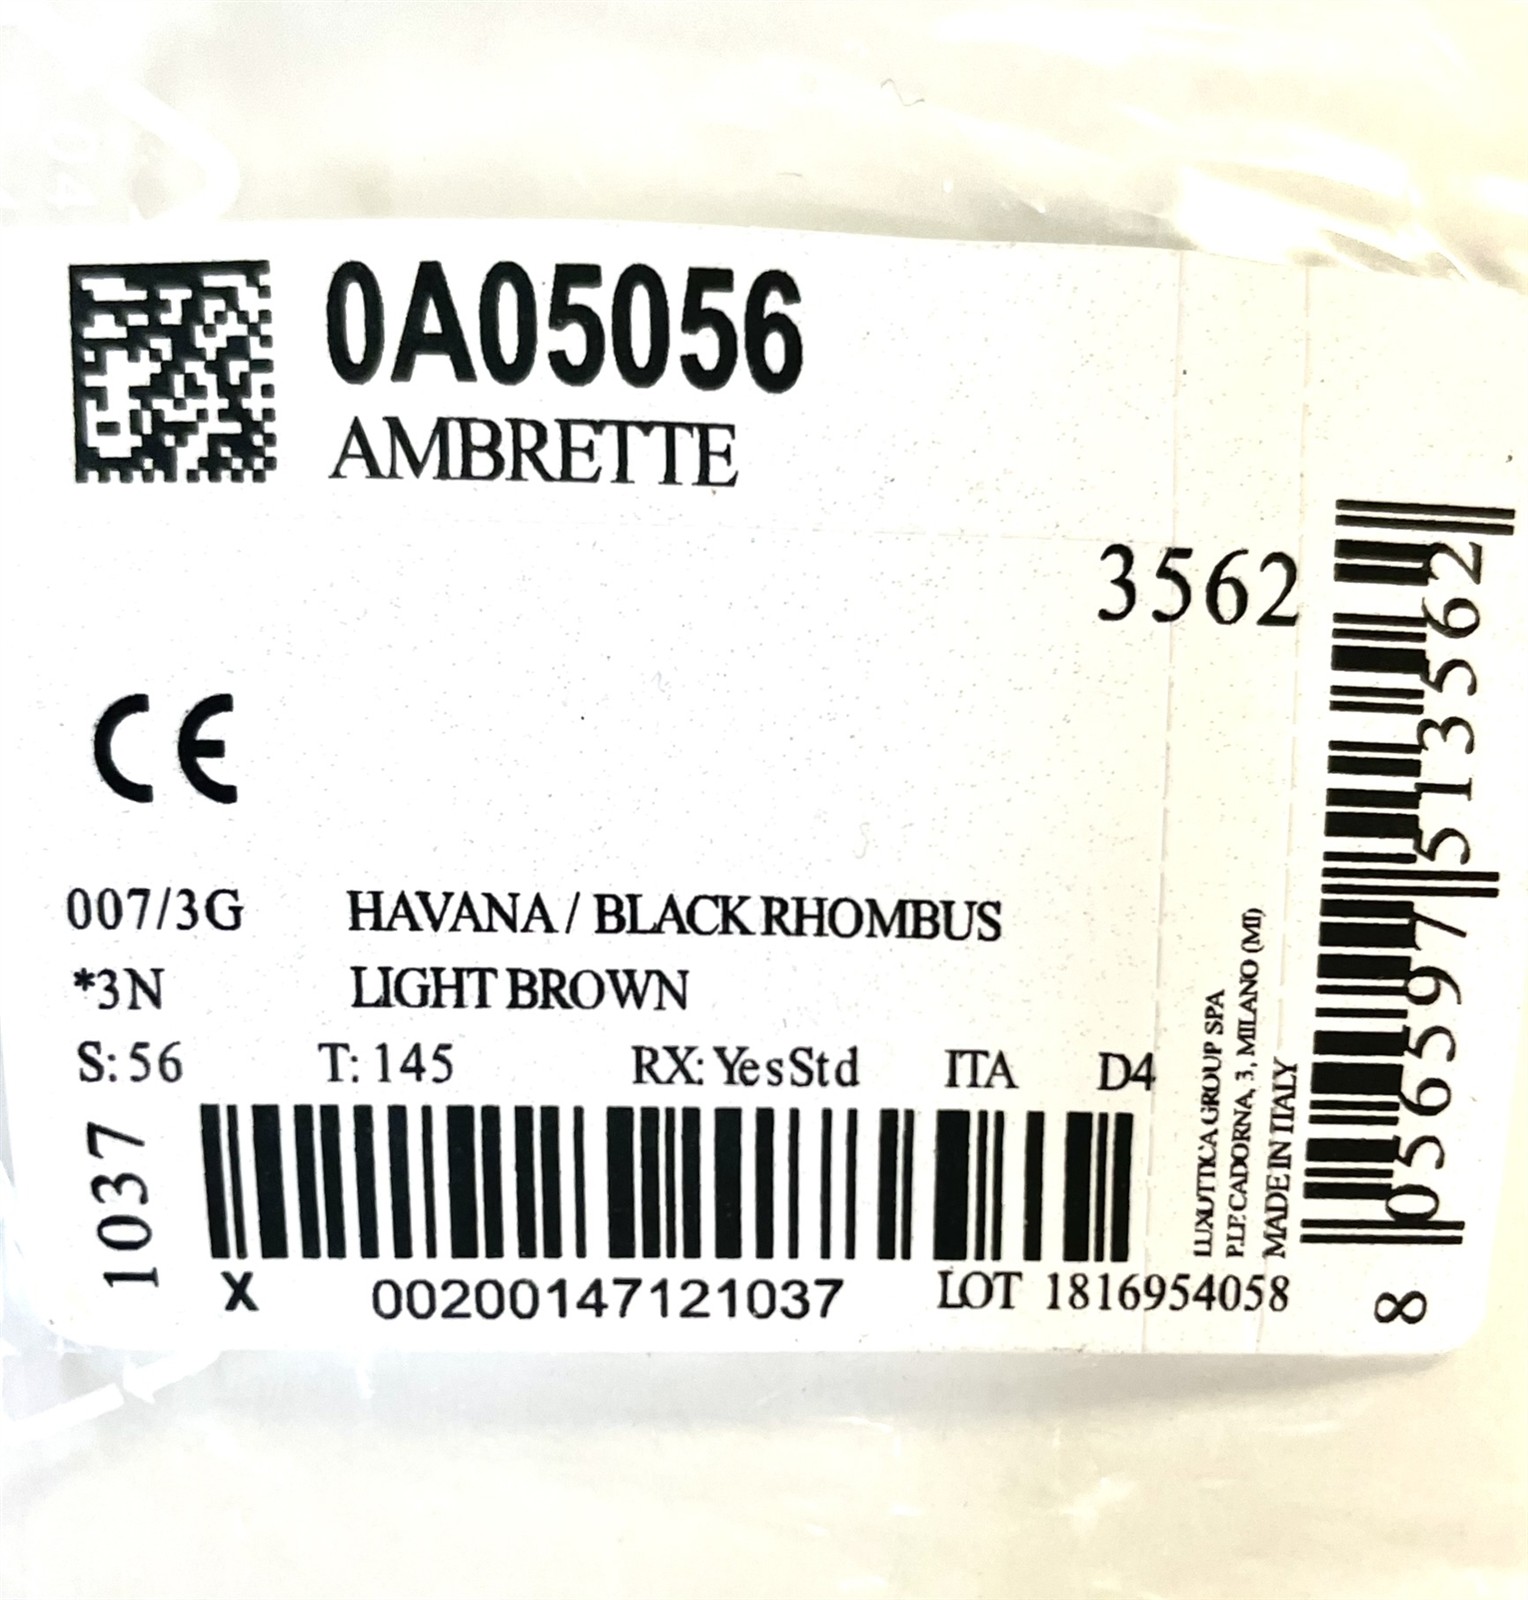 0A05056
AMBRETTE
3562
CE
007/3G HAVANA / BLACK RHOMBUS
*3N LIGHT BROWN
S: 56 T: 145 RX: YesStd ITA D4
1037
X 00200147121037 LOT 1816954058
LUXOTTICA GROUP SPA
P.LE CADORNA, 3, MILANO (MI)
MADE IN ITALY
8 056597 513562